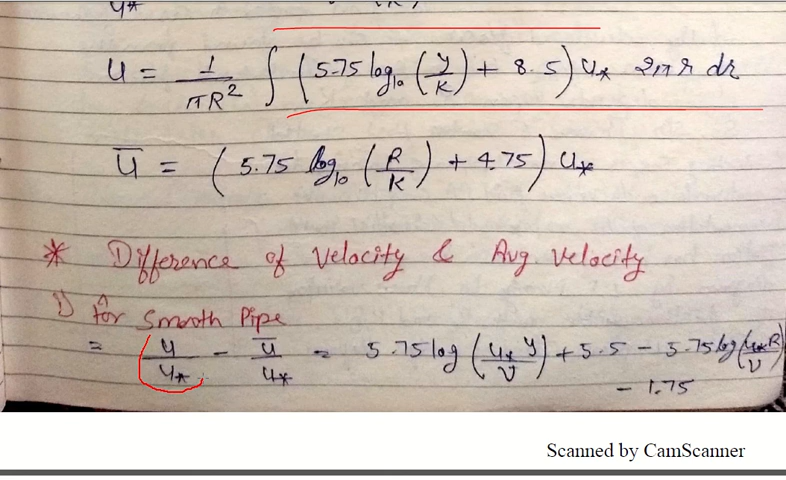 u*
u = 1/πR² ∫ (5.75 log₁₀ (y/K) + 8.5) u* 2πr dr
ū = (5.75 log₁₀ (R/K) + 4.75) u*
* Difference of Velocity & Avg Velocity
1) for Smooth Pipe
= u/u* - ū/u* = 5.75 log (u* y/ν) + 5.5 - 5.75 log (u* R/ν)
- 1.75
Scanned by CamScanner